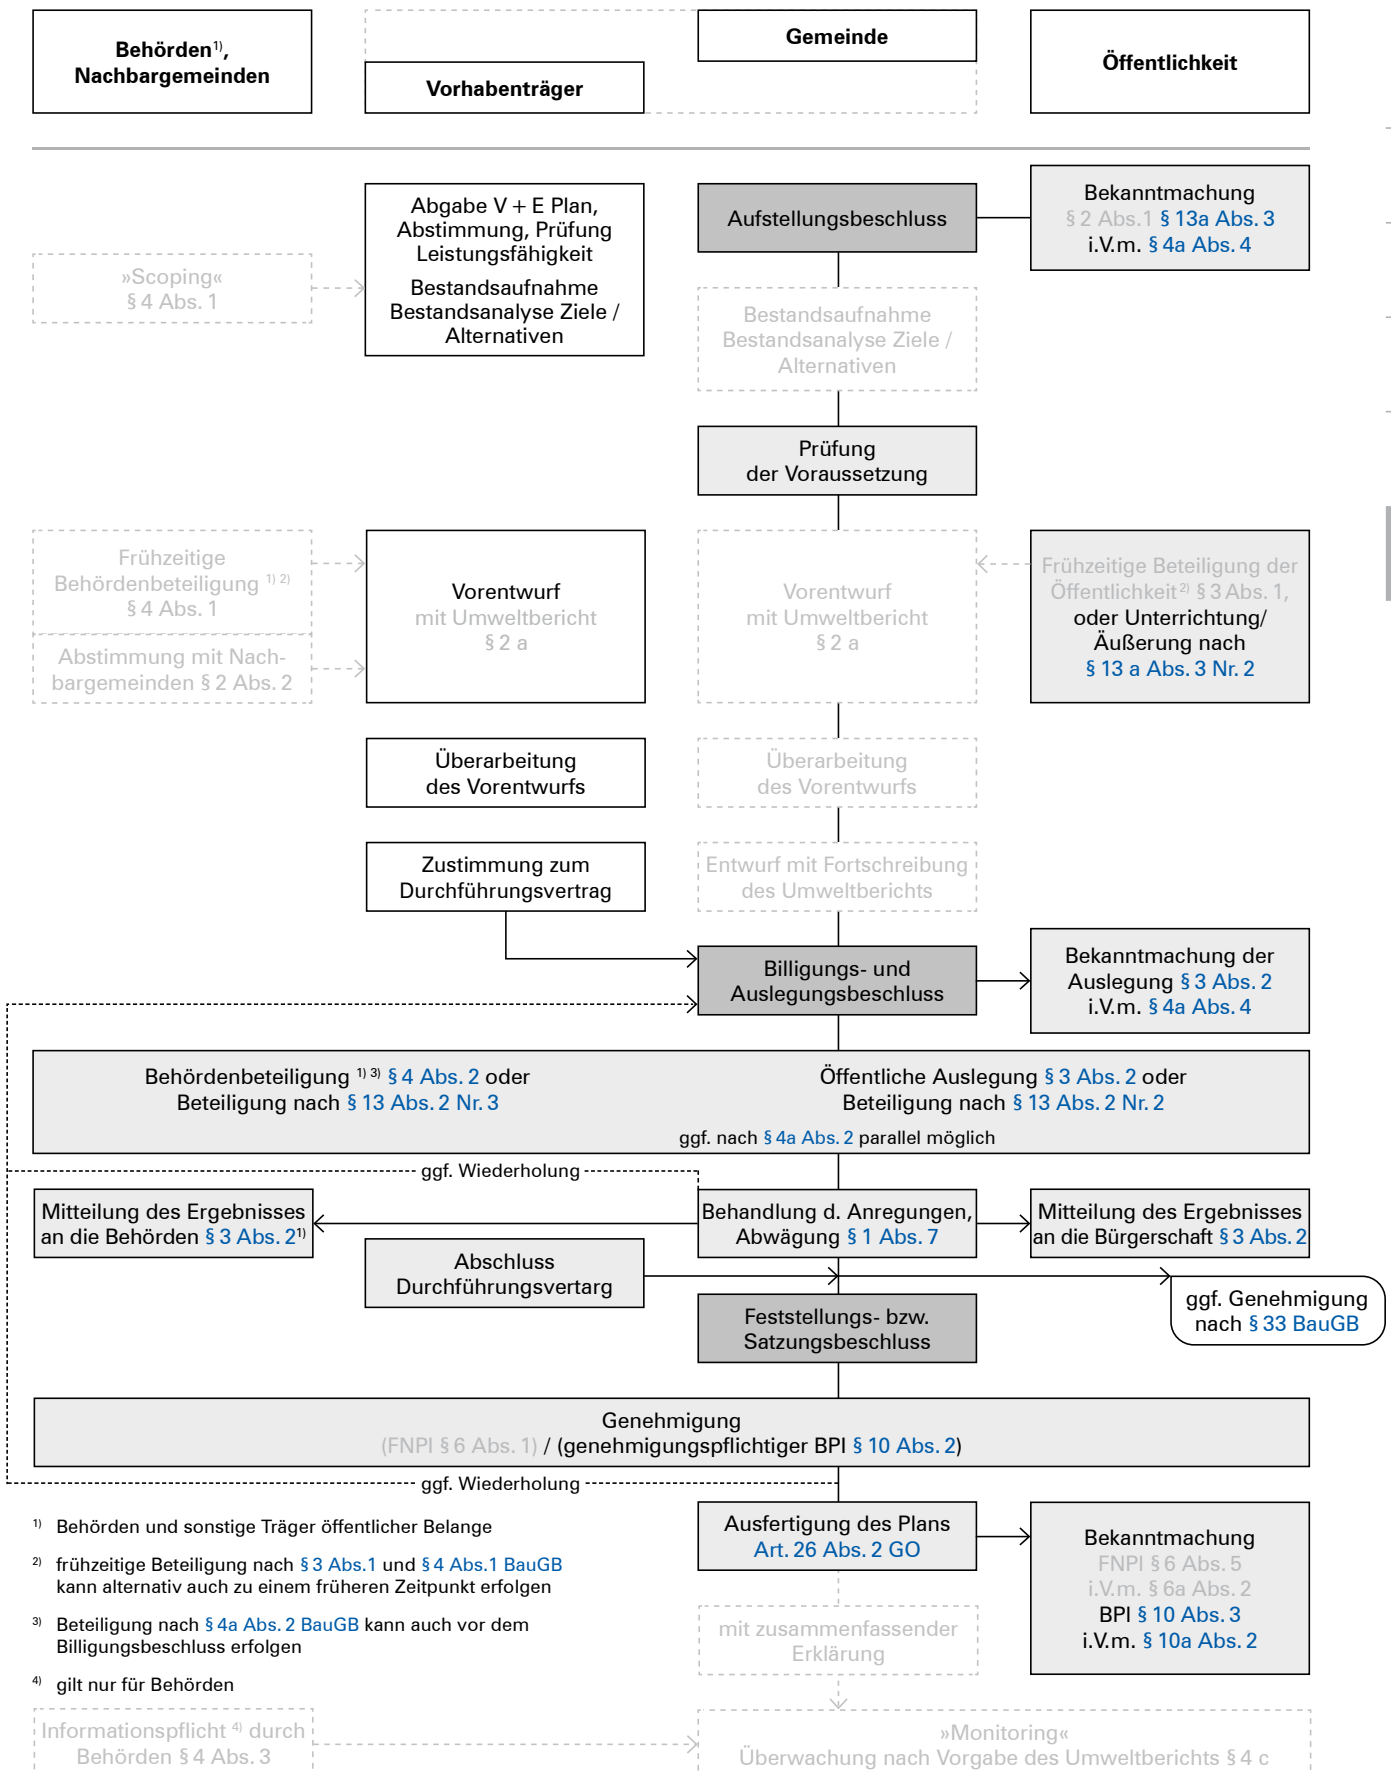 Behörden1),
Nachbargemeinden
Vorhabenträger
Gemeinde
Öffentlichkeit
»Scoping«
§ 4 Abs. 1
Abgabe V + E Plan,
Abstimmung, Prüfung
Leistungsfähigkeit
Bestandsaufnahme
Bestandsanalyse Ziele /
Alternativen
Aufstellungsbeschluss
Bekanntmachung
§ 2 Abs.1 § 13a Abs. 3
i.V.m. § 4a Abs. 4
Bestandsaufnahme
Bestandsanalyse Ziele /
Alternativen
Prüfung
der Voraussetzung
Frühzeitige
Behördenbeteiligung 1) 2)
§ 4 Abs. 1
Abstimmung mit Nach-
bargemeinden § 2 Abs. 2
Vorentwurf
mit Umweltbericht
§ 2 a
Vorentwurf
mit Umweltbericht
§ 2 a
Frühzeitige Beteiligung der
Öffentlichkeit 2) § 3 Abs. 1,
oder Unterrichtung/
Äußerung nach
§ 13 a Abs. 3 Nr. 2
Überarbeitung
des Vorentwurfs
Überarbeitung
des Vorentwurfs
Zustimmung zum
Durchführungsvertrag
Entwurf mit Fortschreibung
des Umweltberichts
Billigungs- und
Auslegungsbeschluss
Bekanntmachung der
Auslegung § 3 Abs. 2
i.V.m. § 4a Abs. 4
Behördenbeteiligung 1) 3) § 4 Abs. 2 oder
Beteiligung nach § 13 Abs. 2 Nr. 3
Öffentliche Auslegung § 3 Abs. 2 oder
Beteiligung nach § 13 Abs. 2 Nr. 2
ggf. nach § 4a Abs. 2 parallel möglich
ggf. Wiederholung
Mitteilung des Ergebnisses
an die Behörden § 3 Abs. 2 1)
Behandlung d. Anregungen,
Abwägung § 1 Abs. 7
Mitteilung des Ergebnisses
an die Bürgerschaft § 3 Abs. 2
Abschluss
Durchführungsvertarg
ggf. Genehmigung
nach § 33 BauGB
Feststellungs- bzw.
Satzungsbeschluss
Genehmigung
(FNPl § 6 Abs. 1) / (genehmigungspflichtiger BPl § 10 Abs. 2)
ggf. Wiederholung
Ausfertigung des Plans
Art. 26 Abs. 2 GO
Bekanntmachung
FNPl § 6 Abs. 5
i.V.m. § 6a Abs. 2
BPl § 10 Abs. 3
i.V.m. § 10a Abs. 2
1) Behörden und sonstige Träger öffentlicher Belange
2) frühzeitige Beteiligung nach § 3 Abs.1 und § 4 Abs.1 BauGB
kann alternativ auch zu einem früheren Zeitpunkt erfolgen
3) Beteiligung nach § 4a Abs. 2 BauGB kann auch vor dem
Billigungsbeschluss erfolgen
4) gilt nur für Behörden
mit zusammenfassender
Erklärung
Informationspflicht 4) durch
Behörden § 4 Abs. 3
»Monitoring«
Überwachung nach Vorgabe des Umweltberichts § 4 c